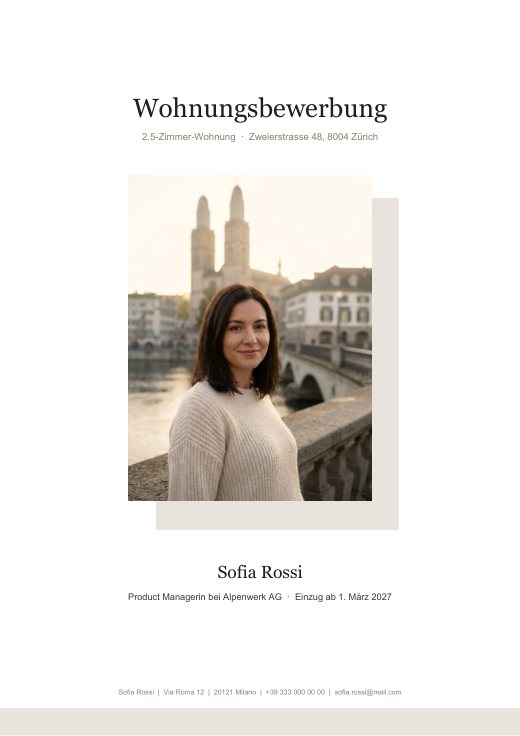 Wohnungsbewerbung
2.5-Zimmer-Wohnung · Zweierstrasse 48, 8004 Zürich
Sofia Rossi
Product Managerin bei Alpenwerk AG · Einzug ab 1. März 2027
Sofia Rossi | Via Roma 12 | 20121 Milano | +39 333 000 00 00 | sofia.rossi@mail.com